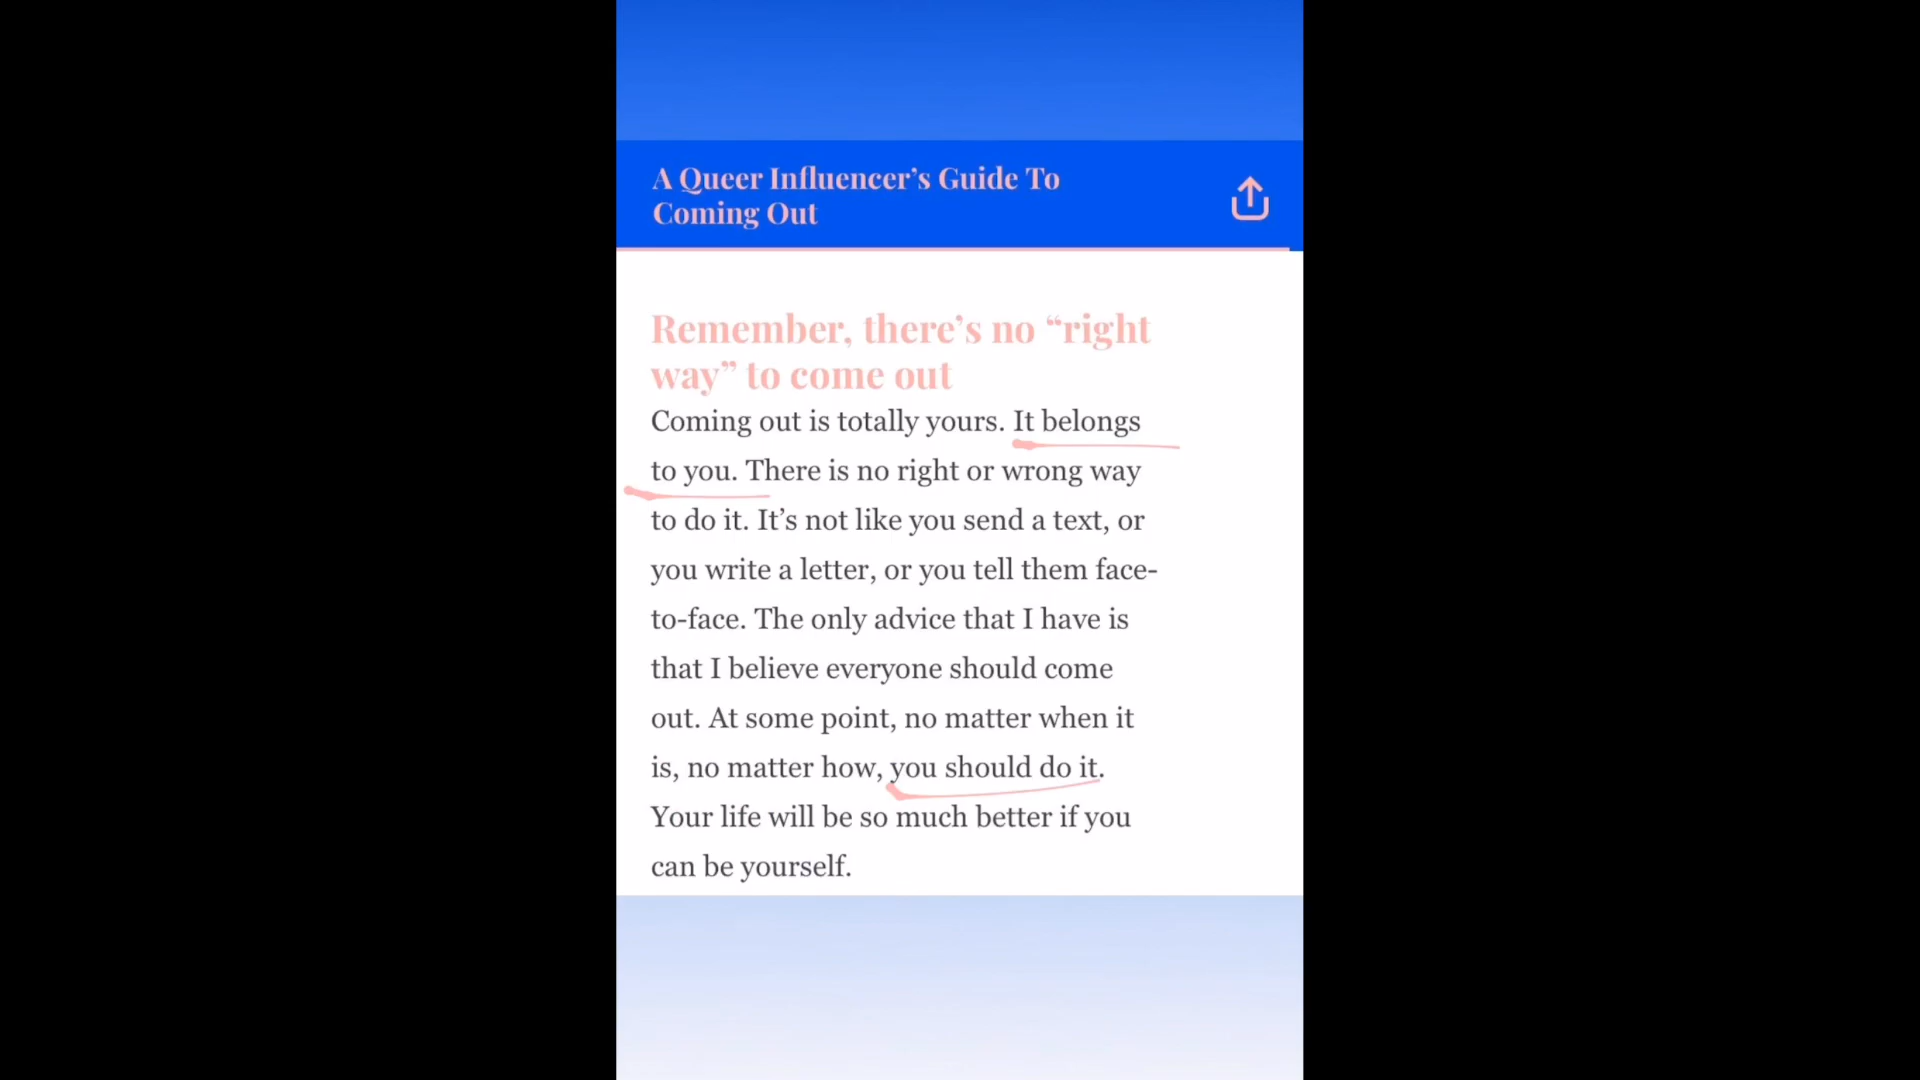 A Queer Influencer’s Guide To
Coming Out
Remember, there’s no “right
way” to come out
Coming out is totally yours. It belongs
to you. There is no right or wrong way
to do it. It’s not like you send a text, or
you write a letter, or you tell them face-
to-face. The only advice that I have is
that I believe everyone should come
out. At some point, no matter when it
is, no matter how, you should do it.
Your life will be so much better if you
can be yourself.